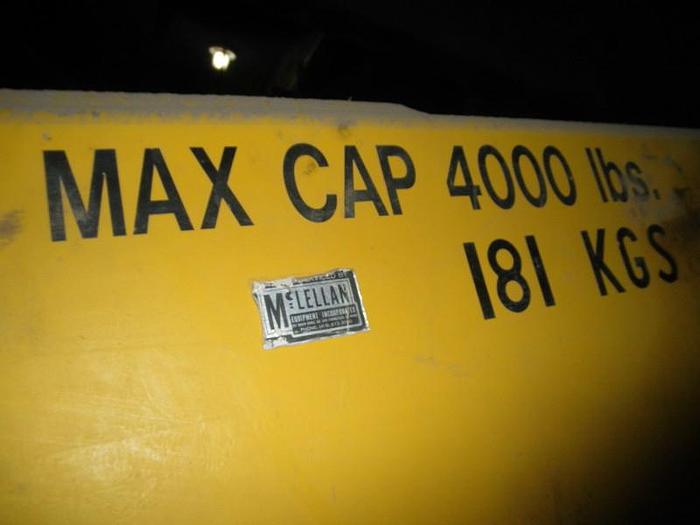 MAX CAP 4000 lbs.
181 KGS
McLELLAN
EQUIPMENT INCORPORATED